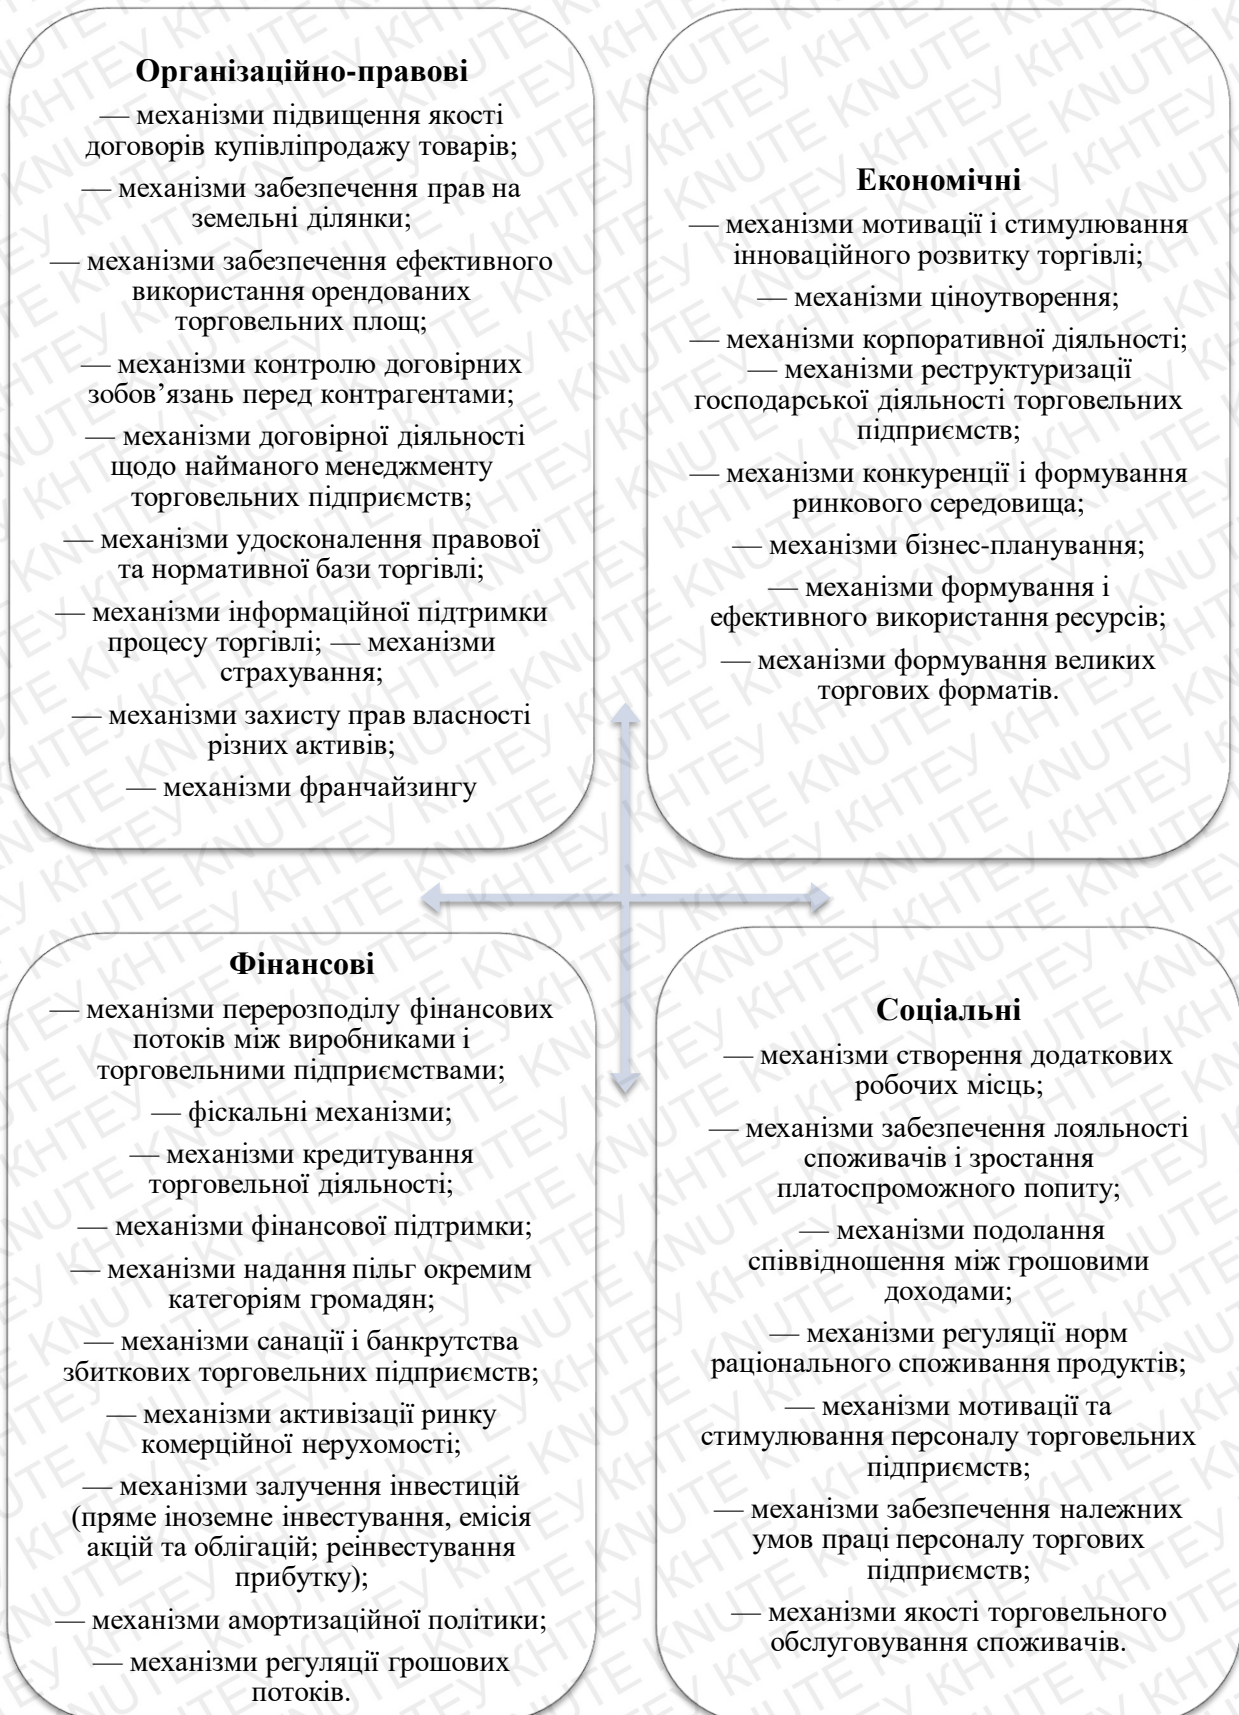 Організаційно-правові
— механізми підвищення якості
договорів купівліпродажу товарів;
— механізми забезпечення прав на
земельні ділянки;
— механізми забезпечення ефективного
використання орендованих
торговельних площ;
— механізми контролю договірних
зобов’язань перед контрагентами;
— механізми договірної діяльності
щодо найманого менеджменту
торговельних підприємств;
— механізми удосконалення правової
та нормативної бази торгівлі;
— механізми інформаційної підтримки
процесу торгівлі; — механізми
страхування;
— механізми захисту прав власності
різних активів;
— механізми франчайзингу
Економічні
— механізми мотивації і стимулювання
інноваційного розвитку торгівлі;
— механізми ціноутворення;
— механізми корпоративної діяльності;
— механізми реструктуризації
господарської діяльності торговельних
підприємств;
— механізми конкуренції і формування
ринкового середовища;
— механізми бізнес-планування;
— механізми формування і
ефективного використання ресурсів;
— механізми формування великих
торгових форматів.
Фінансові
— механізми перерозподілу фінансових
потоків між виробниками і
торговельними підприємствами;
— фіскальні механізми;
— механізми кредитування
торговельної діяльності;
— механізми фінансової підтримки;
— механізми надання пільг окремим
категоріям громадян;
— механізми санації і банкрутства
збиткових торговельних підприємств;
— механізми активізації ринку
комерційної нерухомості;
— механізми залучення інвестицій
(пряме іноземне інвестування, емісія
акцій та облігацій; реінвестування
прибутку);
— механізми амортизаційної політики;
— механізми регуляції грошових
потоків.
Соціальні
— механізми створення додаткових
робочих місць;
— механізми забезпечення лояльності
споживачів і зростання
платоспроможного попиту;
— механізми подолання
співвідношення між грошовими
доходами;
— механізми регуляції норм
раціонального споживання продуктів;
— механізми мотивації та
стимулювання персоналу торговельних
підприємств;
— механізми забезпечення належних
умов праці персоналу торгових
підприємств;
— механізми якості торговельного
обслуговування споживачів.